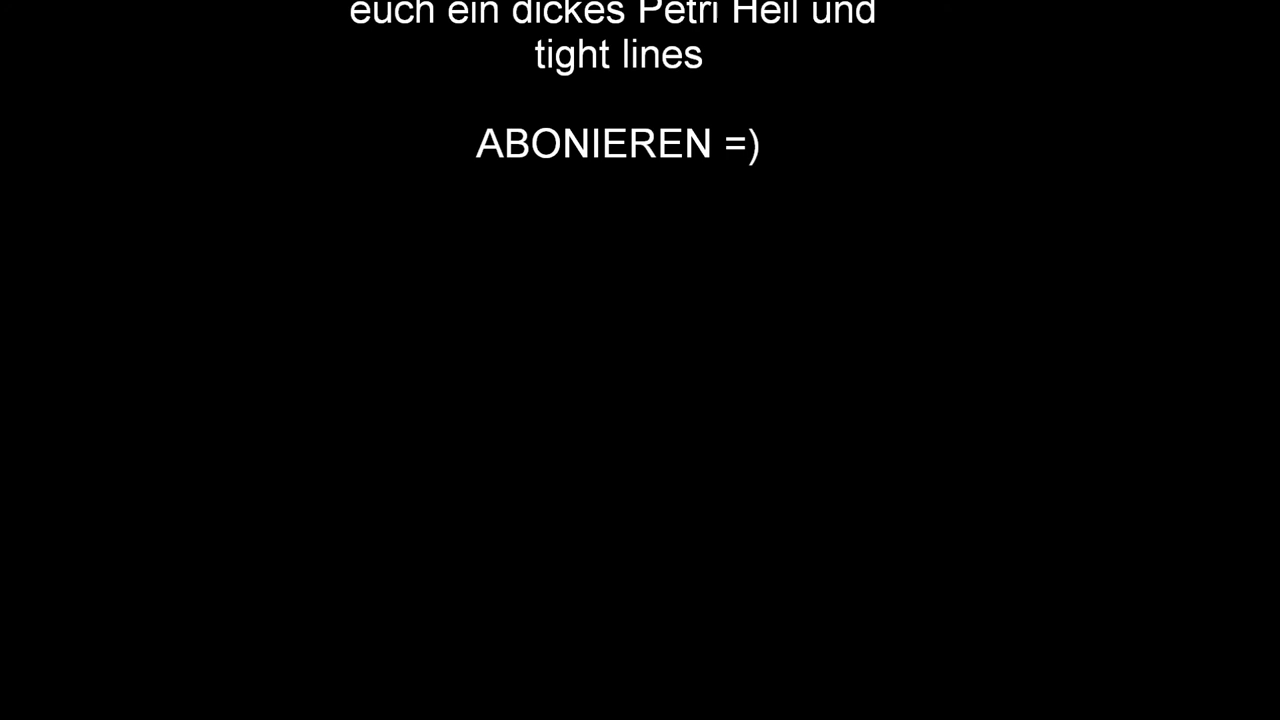 euch ein dickes Petri Heil und
tight lines
ABONIEREN =)